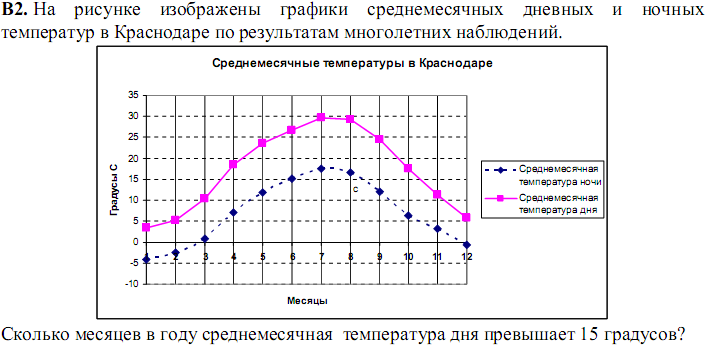 В2. На рисунке изображены графики среднемесячных дневных и ночных
температур в Краснодаре по результатам многолетних наблюдений.
Среднемесячные температуры в Краснодаре
35
30
25
20
15
10
5
0
-5
-10
1 2 3 4 5 6 7 8 9 10 11 12
Градусы С
Месяцы
с
Среднемесячная
температура ночи
Среднемесячная
температура дня
Сколько месяцев в году среднемесячная температура дня превышает 15 градусов?